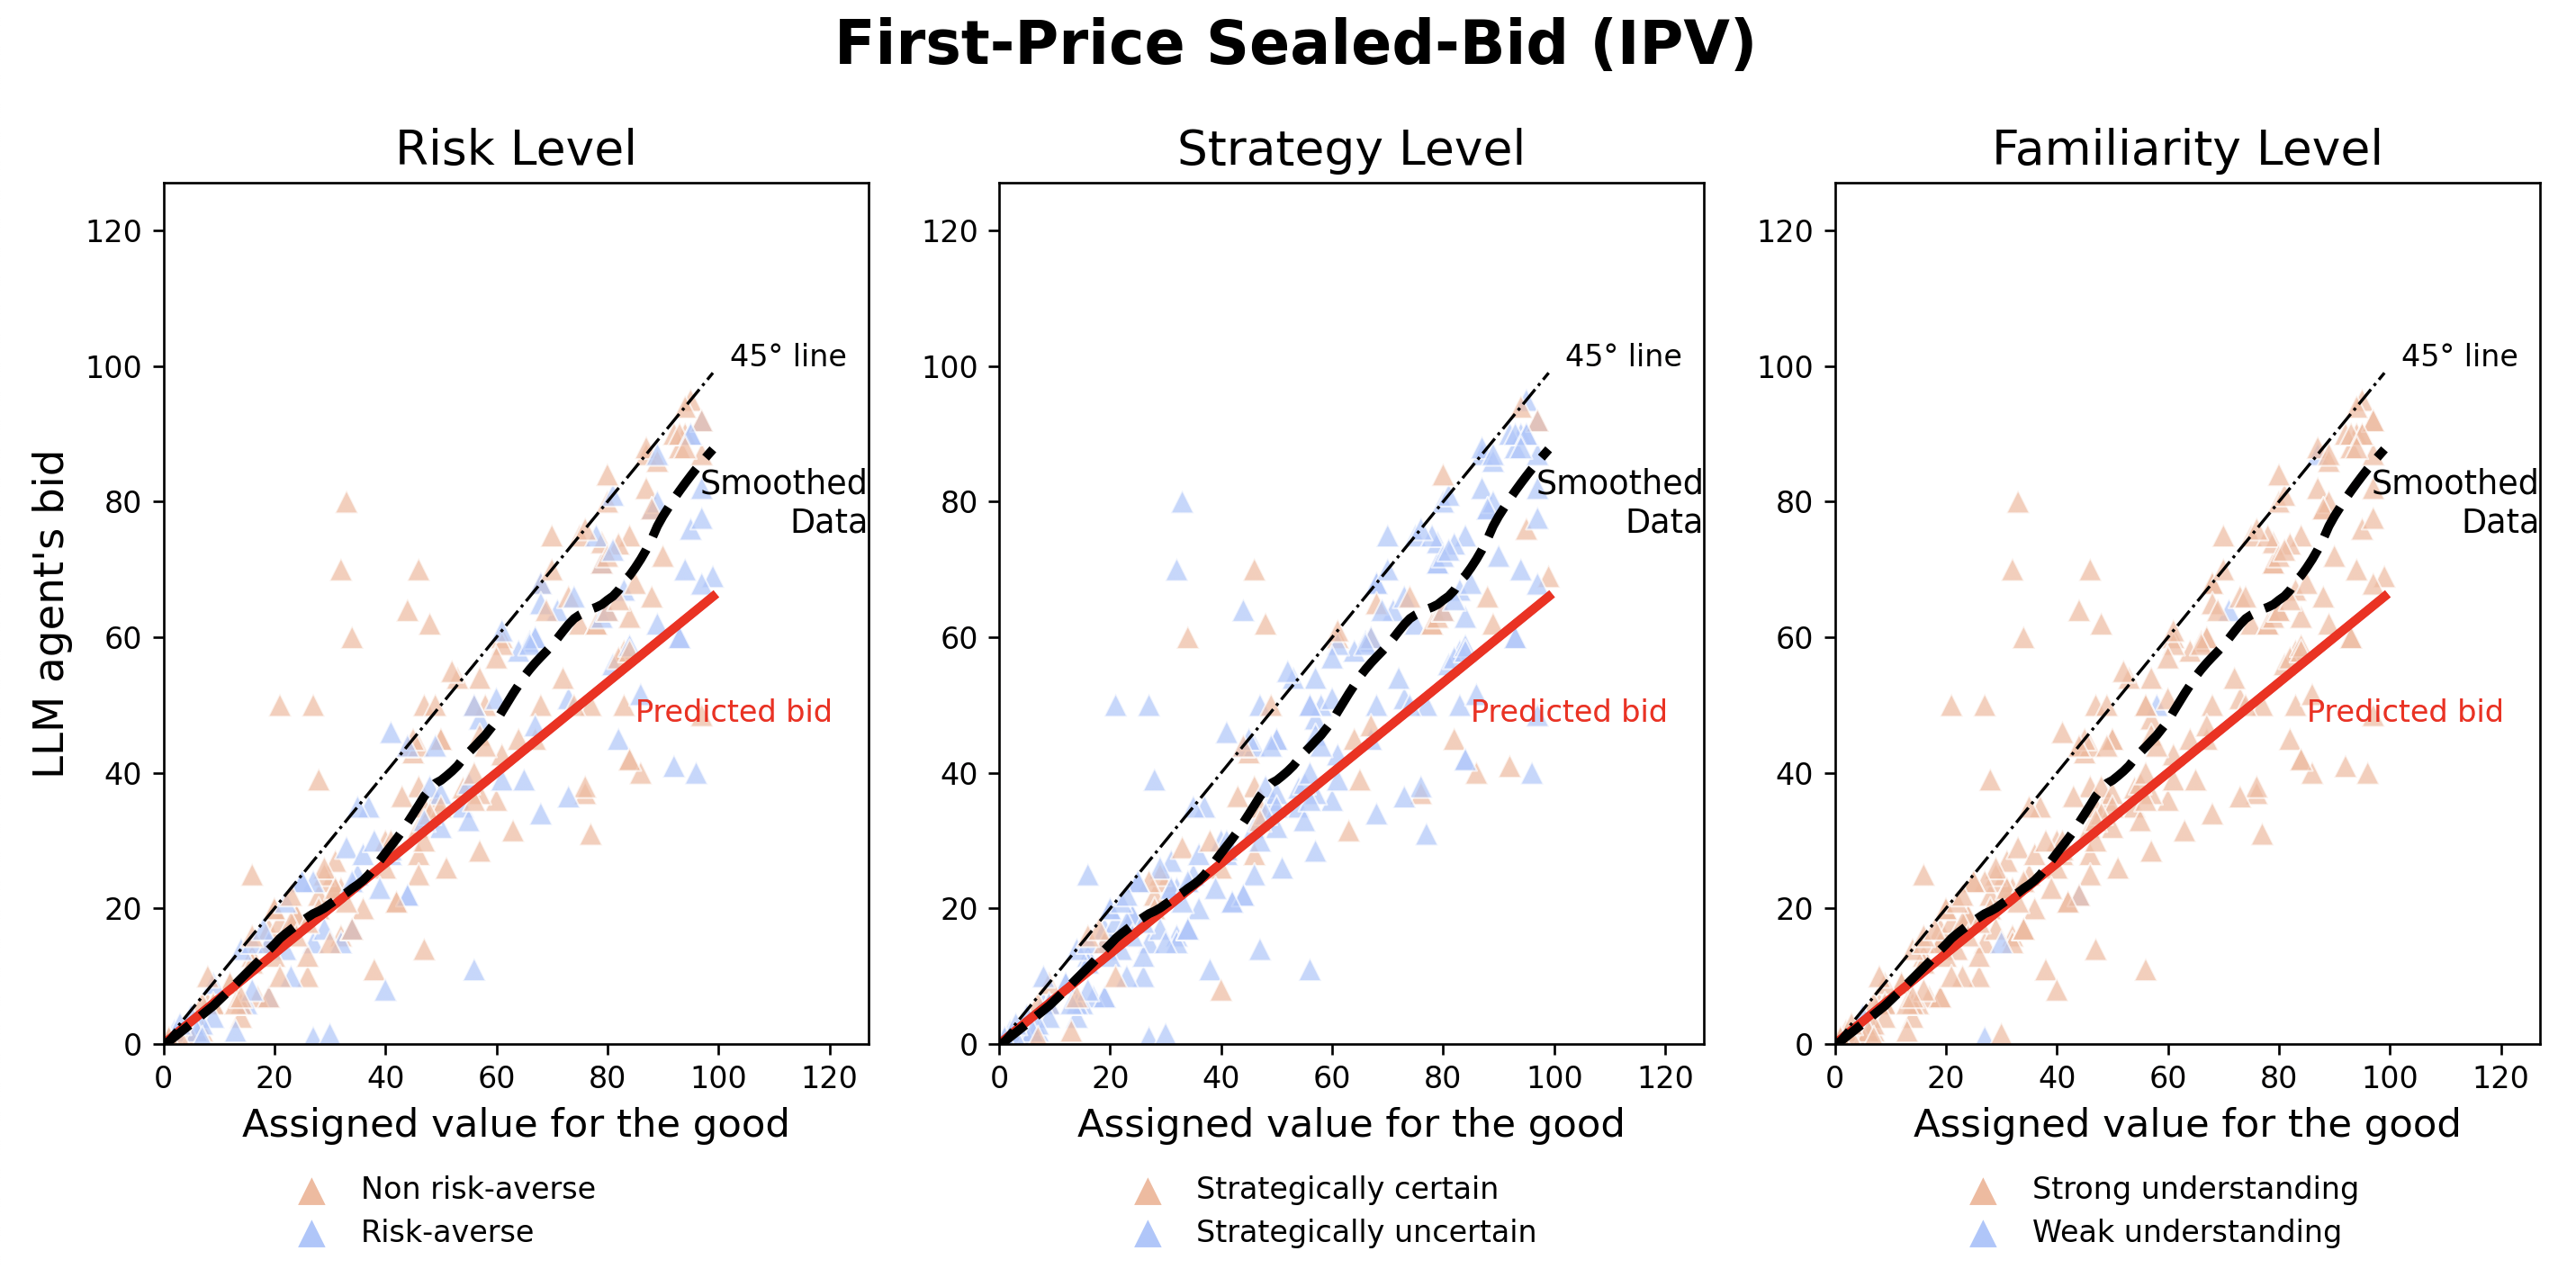 First-Price Sealed-Bid (IPV)
Risk Level
120
100
80
60
40
20
0
LLM agent's bid
45° line
Smoothed
Data
Predicted bid
0 20 40 60 80 100 120
Assigned value for the good
Non risk-averse
Risk-averse
Strategy Level
120
100
80
60
40
20
0
45° line
Smoothed
Data
Predicted bid
0 20 40 60 80 100 120
Assigned value for the good
Strategically certain
Strategically uncertain
Familiarity Level
120
100
80
60
40
20
0
45° line
Smoothed
Data
Predicted bid
0 20 40 60 80 100 120
Assigned value for the good
Strong understanding
Weak understanding